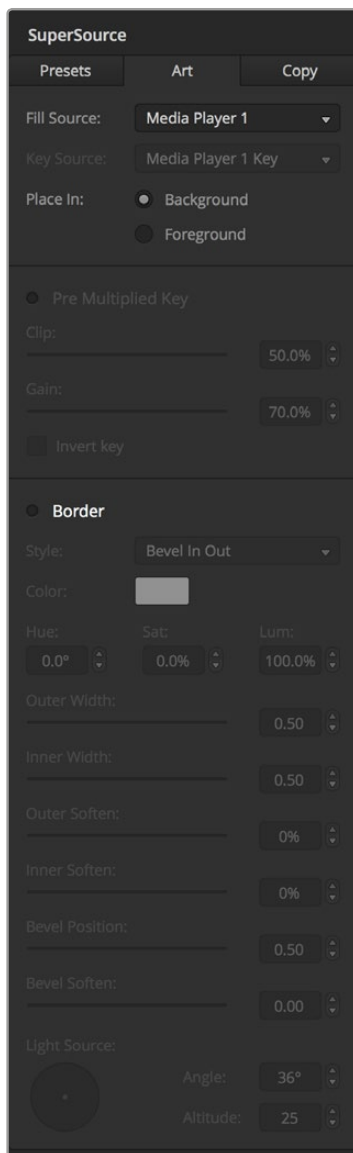 SuperSource
Presets Art Copy
Fill Source: Media Player 1
Key Source: Media Player 1 Key
Place In: Background
Foreground
Pre Multiplied Key
Clip:
50.0%
Gain:
70.0%
Invert key
Border
Style: Bevel In Out
Color:
Hue: Sat: Lum:
0.0° 0.0% 100.0%
Outer Width:
0.50
Inner Width:
0.50
Outer Soften:
0%
Inner Soften:
0%
Bevel Position:
0.50
Bevel Soften:
0.00
Light Source:
Angle: 36°
Altitude: 25